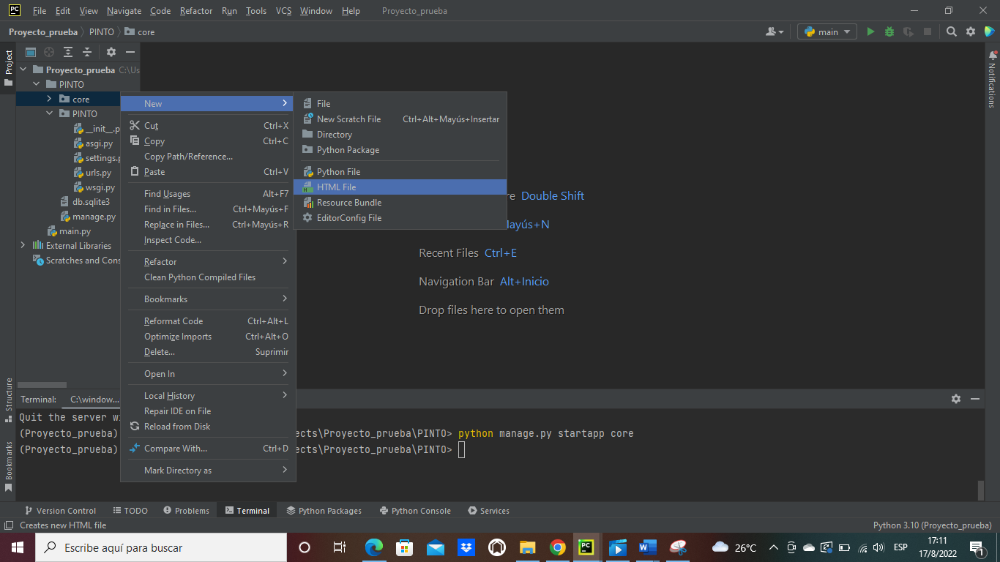 PC File Edit View Navigate Code Refactor Run Tools VCS Window Help Proyecto_prueba
Proyecto_prueba PINTO core main
Project
Proyecto_prueba C:\Us
PINTO
core
PINTO
__init__.p
asgi.py
settings.p
urls.py
wsgi.py
db.sqlite3
manage.py
main.py
External Libraries
Scratches and Cons
New
Cut Ctrl+X
Copy Ctrl+C
Copy Path/Reference...
Paste Ctrl+V
Find Usages Alt+F7
Find in Files... Ctrl+Mayús+F
Replace in Files... Ctrl+Mayús+R
Inspect Code...
Refactor
Clean Python Compiled Files
Bookmarks
Reformat Code Ctrl+Alt+L
Optimize Imports Ctrl+Alt+O
Delete... Suprimir
Open In
Local History
Repair IDE on File
Reload from Disk
Compare With... Ctrl+D
Mark Directory as
File
New Scratch File Ctrl+Alt+Mayús+Insertar
Directory
Python Package
Python File
HTML File
Resource Bundle
EditorConfig File
re Double Shift
Mayús+N
Recent Files Ctrl+E
Navigation Bar Alt+Inicio
Drop files here to open them
Notifications
Structure
Bookmarks
Terminal: C:\window...
Quit the server wi
(Proyecto_prueba) ects\Proyecto_prueba\PINTO> python manage.py startapp core
(Proyecto_prueba) ects\Proyecto_prueba\PINTO>
Version Control TODO Problems Terminal Python Packages Python Console Services
Creates new HTML file Python 3.10 (Proyecto_prueba)
Escribe aquí para buscar PC 26°C ESP 17:11
17/8/2022 1